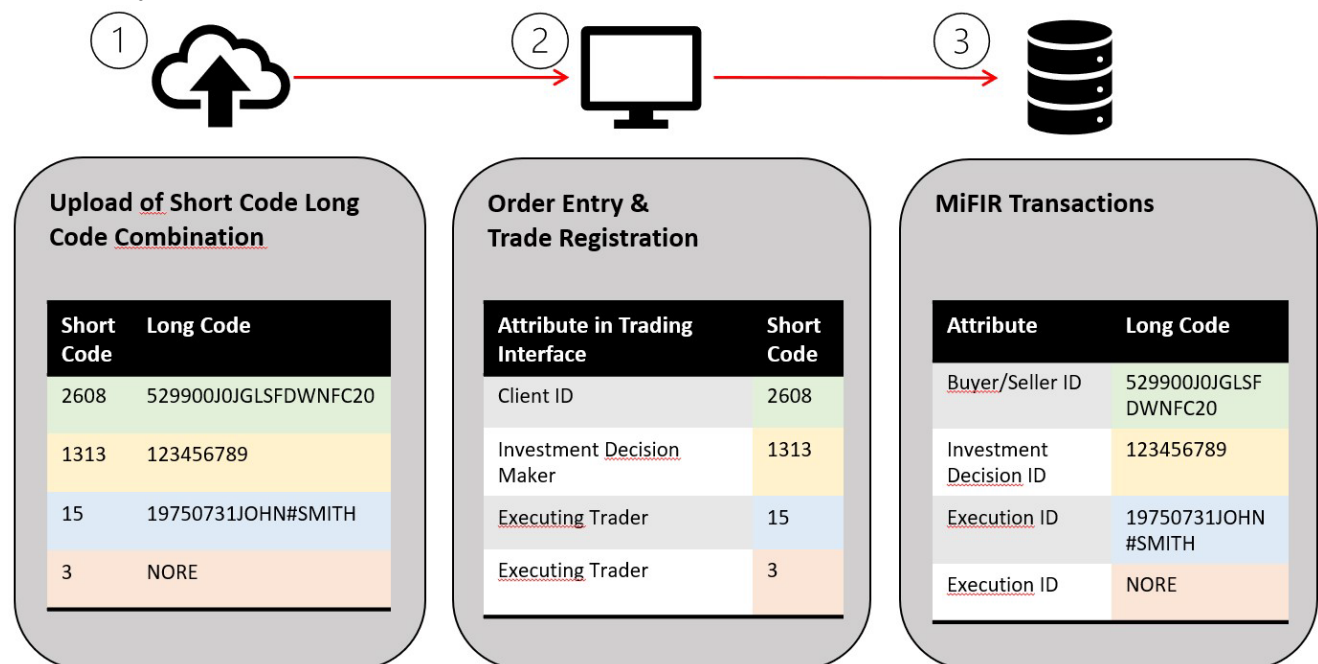 1
2
3
Upload of Short Code Long
Code Combination
Short
Code
Long Code
2608
529900J0JGLSFDWNFC20
1313
123456789
15
19750731JOHN#SMITH
3
NORE
Order Entry &
Trade Registration
Attribute in Trading
Interface
Short
Code
Client ID
2608
Investment Decision
Maker
1313
Executing Trader
15
Executing Trader
3
MiFIR Transactions
Attribute
Long Code
Buyer/Seller ID
529900J0JGLSF
DWNFC20
Investment
Decision ID
123456789
Execution ID
19750731JOHN
#SMITH
Execution ID
NORE